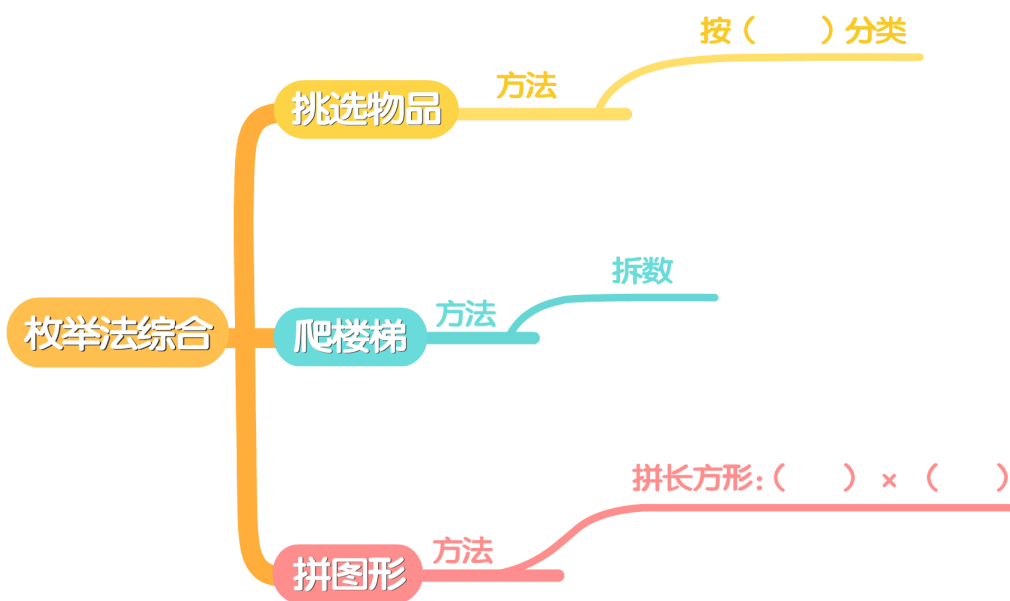 按（　　）分类
方法
挑选物品
拆数
方法
枚举法综合
爬楼梯
拼长方形:（　　）×（　　）
方法
拼图形